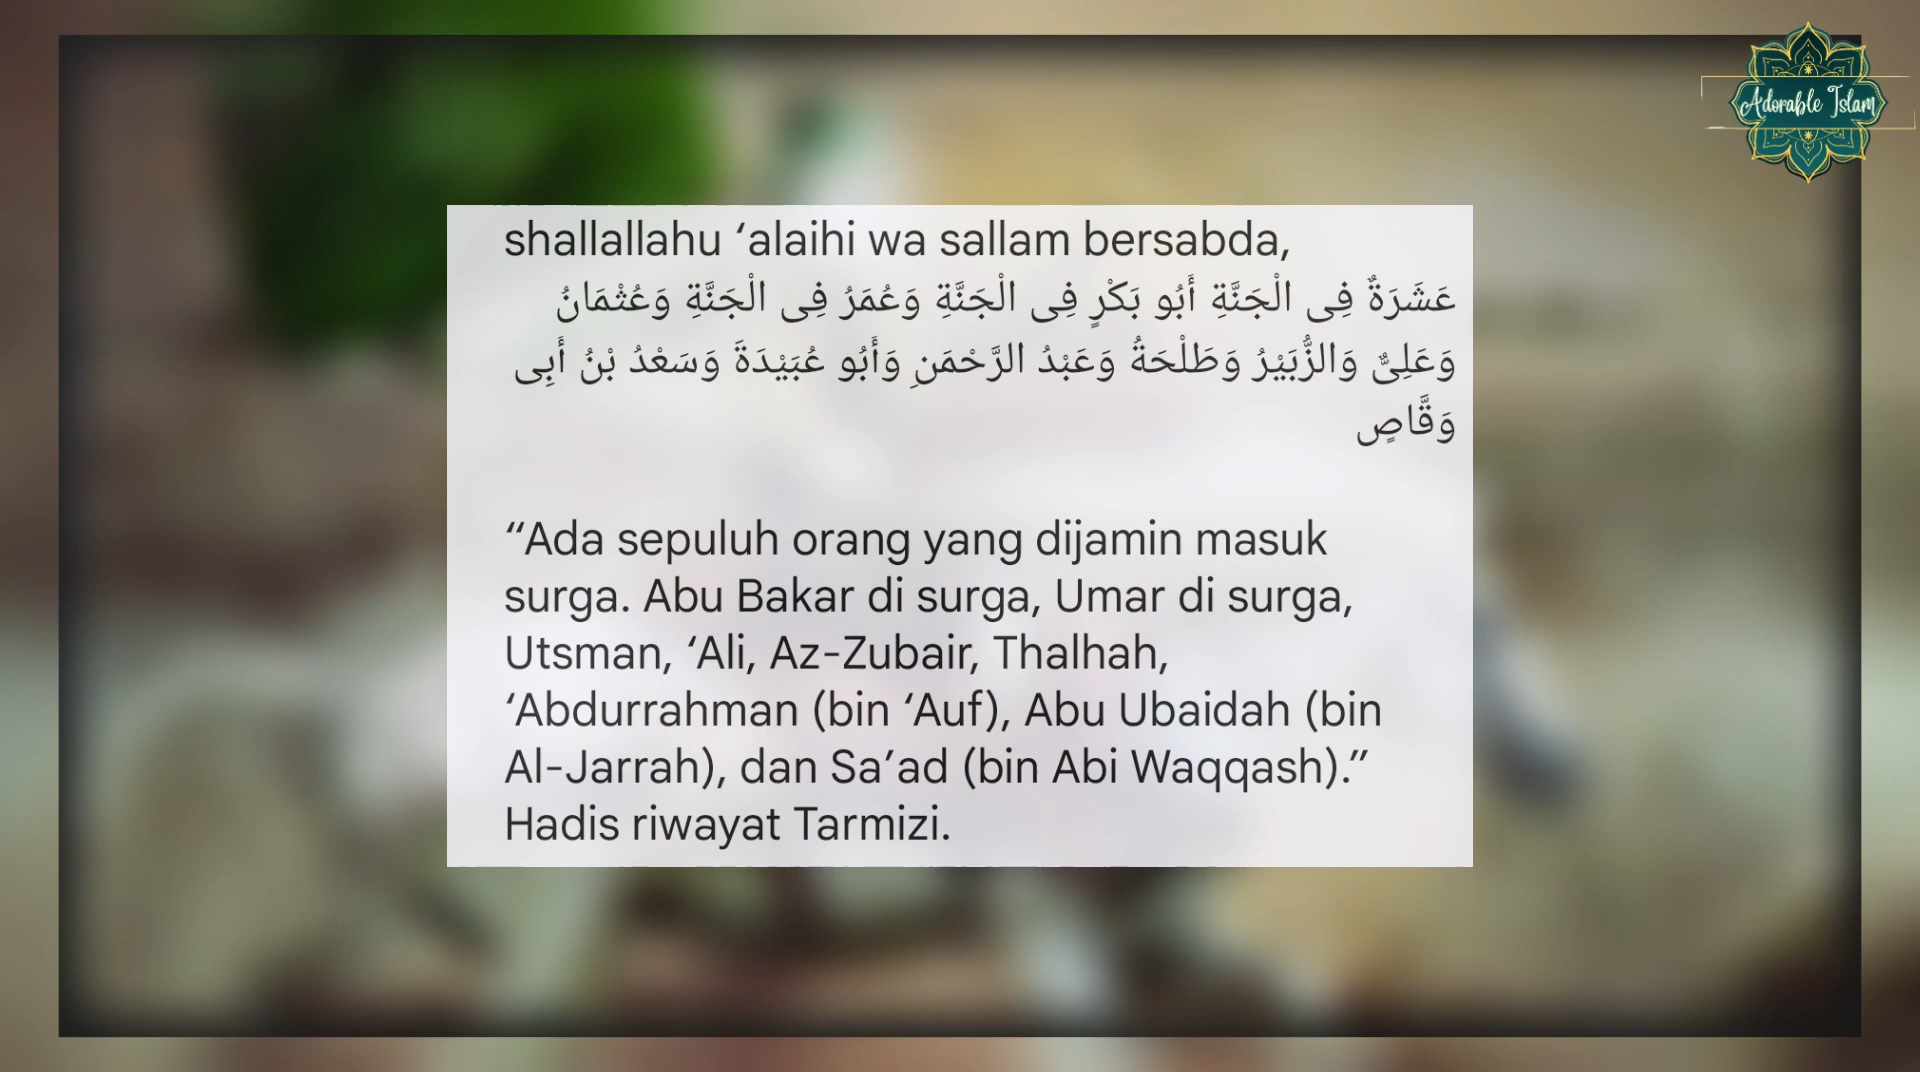 Adorable Islam
shallallahu ‘alaihi wa sallam bersabda,
عَشَرَةٌ فِى الْجَنَّةِ أَبُو بَكْرٍ فِى الْجَنَّةِ وَعُمَرُ فِى الْجَنَّةِ وَعُثْمَانُ
وَعَلِىٌّ وَالزُّبَيْرُ وَطَلْحَةُ وَعَبْدُ الرَّحْمَنِ وَأَبُو عُبَيْدَةَ وَسَعْدُ بْنُ أَبِى
وَقَّاصٍ
“Ada sepuluh orang yang dijamin masuk
surga. Abu Bakar di surga, Umar di surga,
Utsman, ‘Ali, Az-Zubair, Thalhah,
‘Abdurrahman (bin ‘Auf), Abu Ubaidah (bin
Al-Jarrah), dan Sa’ad (bin Abi Waqqash).”
Hadis riwayat Tarmizi.